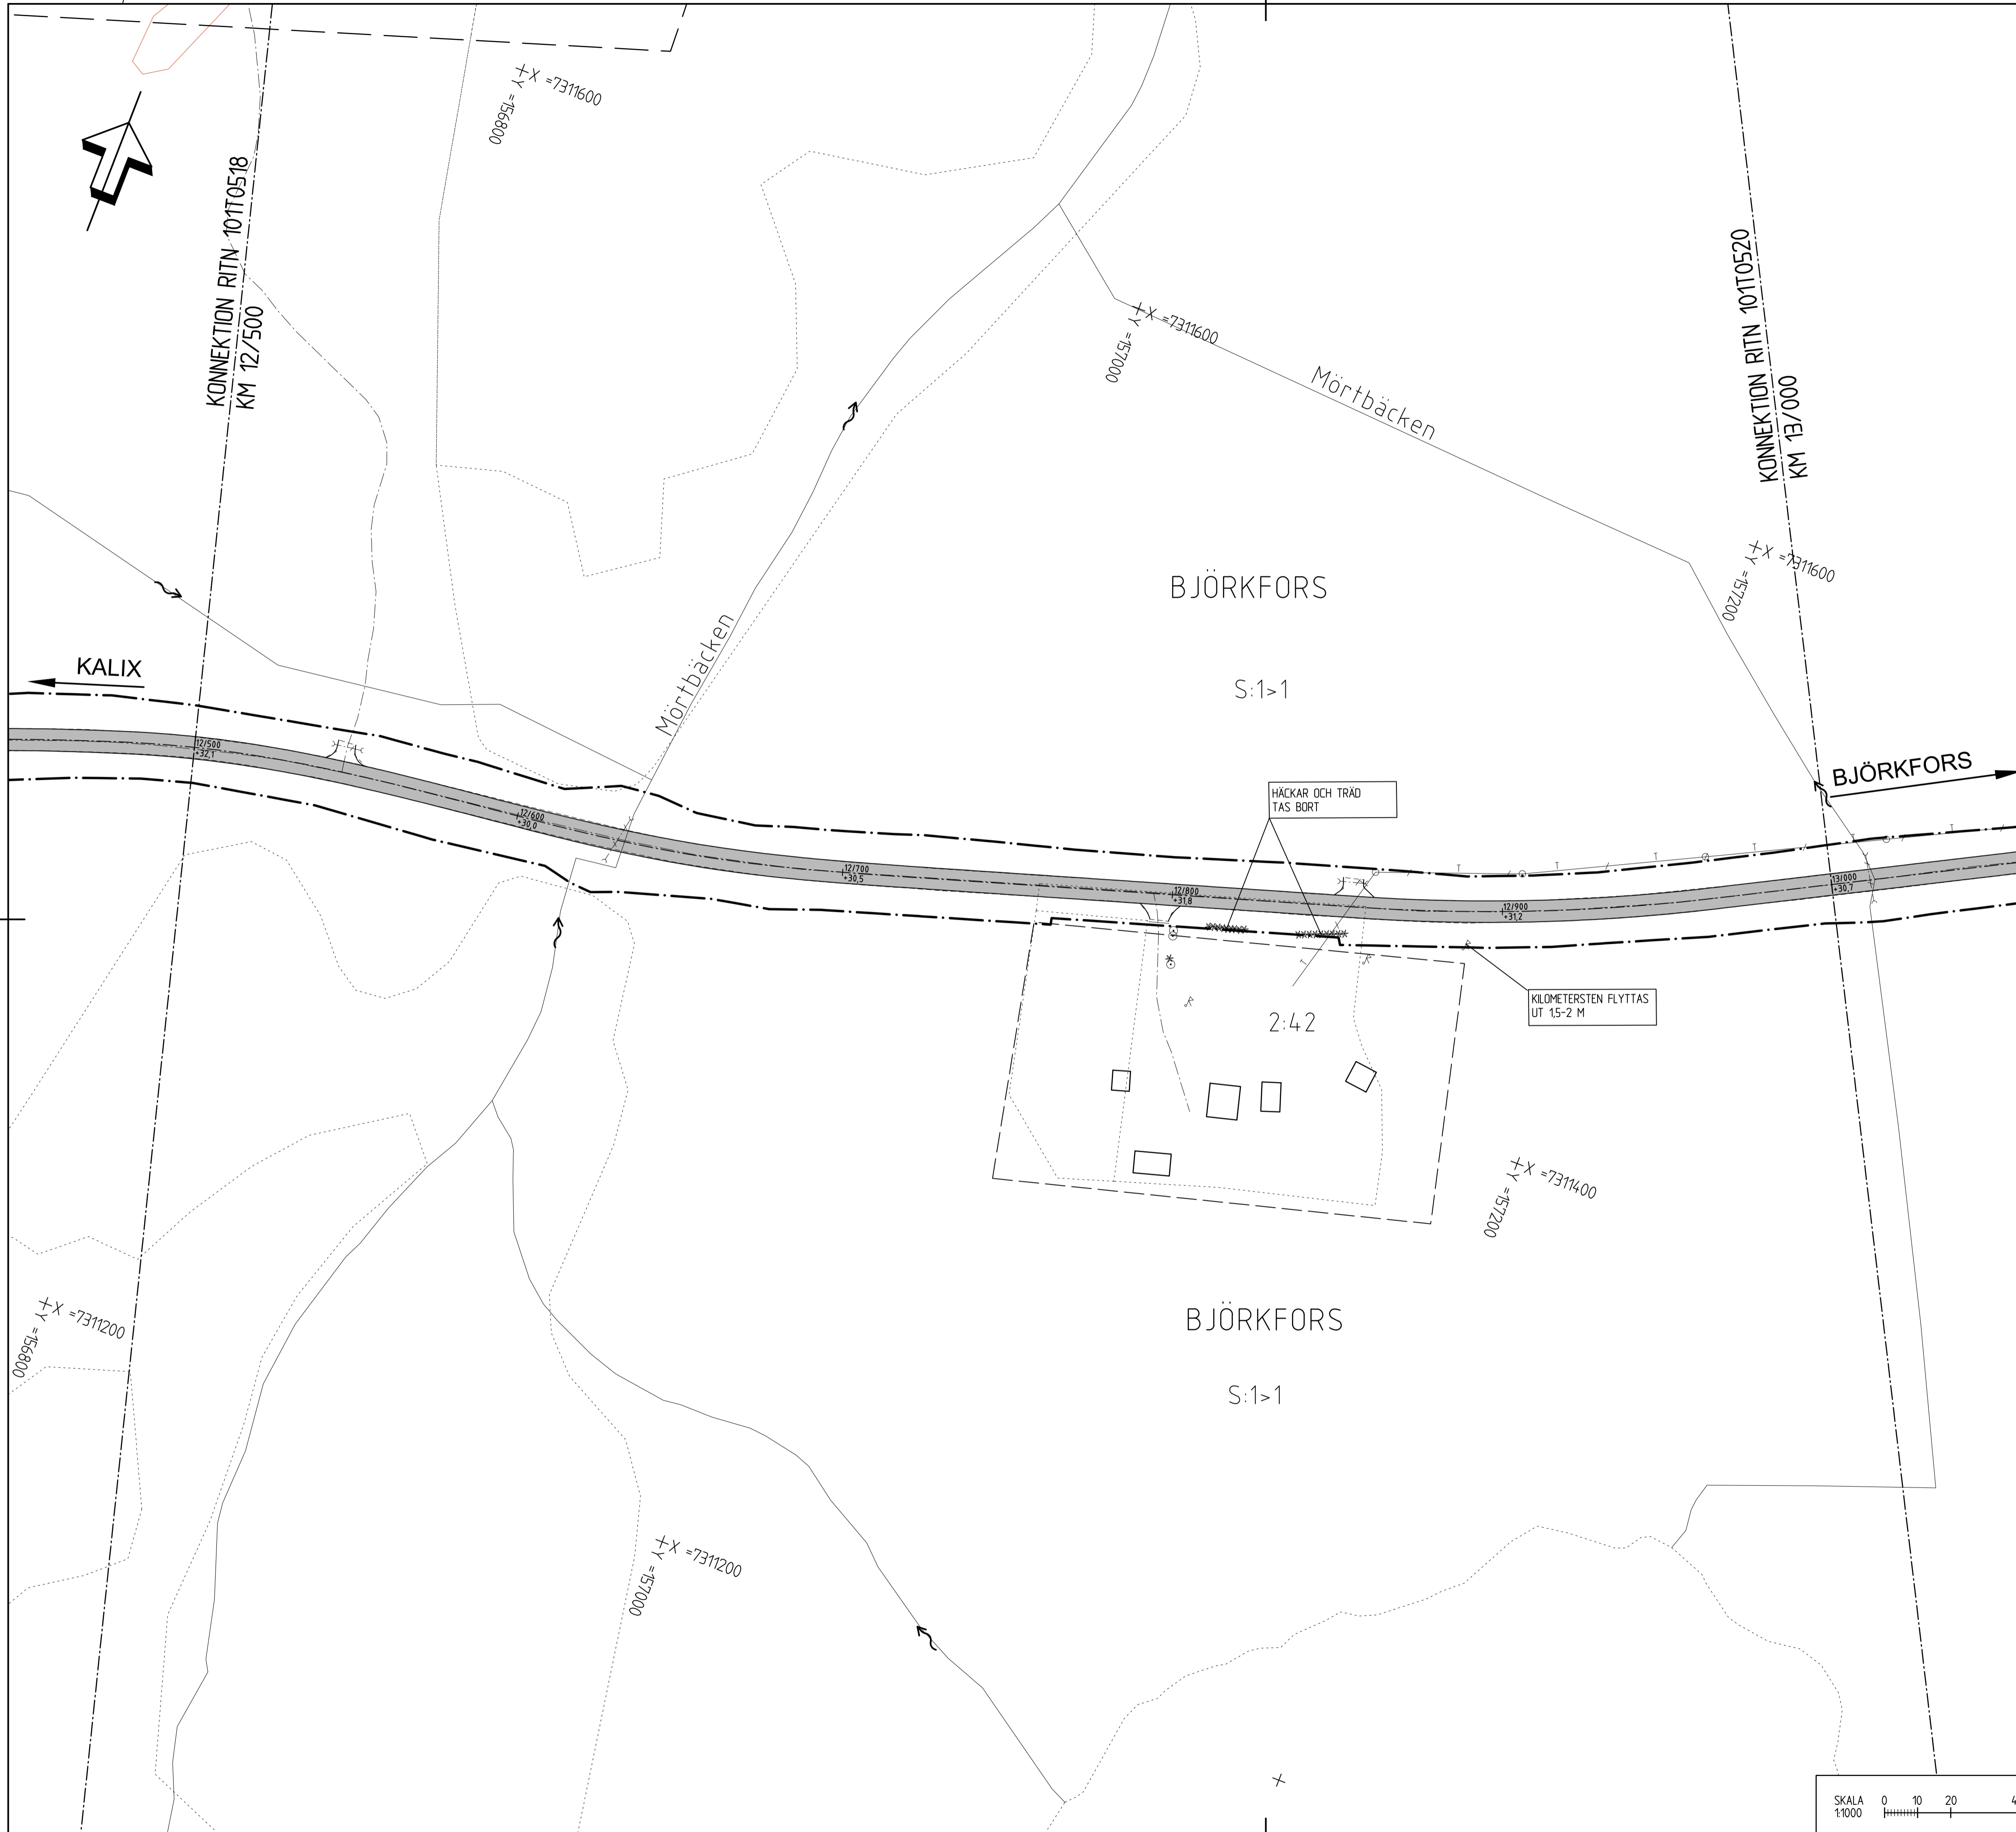 X =7311600
Y =156800
KONNEKTION RITN 101T0518
KM 12/500
KONNEKTION RITN 101T0520
KM 13/000
X =7311600
Y =157000
Mörtbäcken
X =7311600
Y =157200
BJÖRKFORS
S:1>1
Mörtbäcken
KALIX
BJÖRKFORS
12/500
+32,1
12/600
+30,0
12/700
+30,5
12/800
+31,8
12/900
+31,2
13/000
+30,7
HÄCKAR OCH TRÄD
TAS BORT
KILOMETERSTEN FLYTTAS
UT 1,5-2 M
2:42
X =7311400
Y =157200
X =7311200
Y =156800
BJÖRKFORS
S:1>1
X =7311200
Y =157000
SKALA 0 10 20 4
1:1000